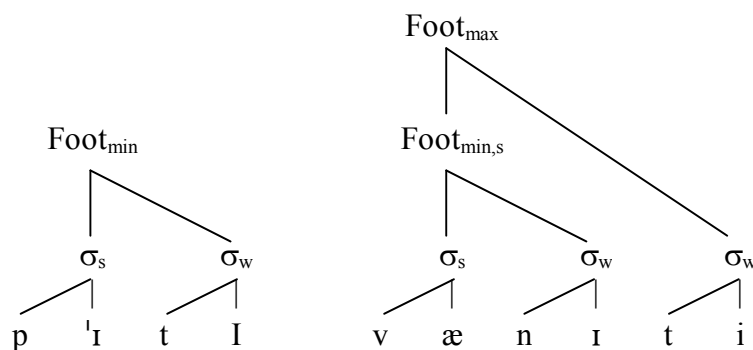 Foot_max
Foot_min Foot_min,s
σ_s σ_w σ_s σ_w σ_w
p ˈɪ t I v æ n ɪ t i